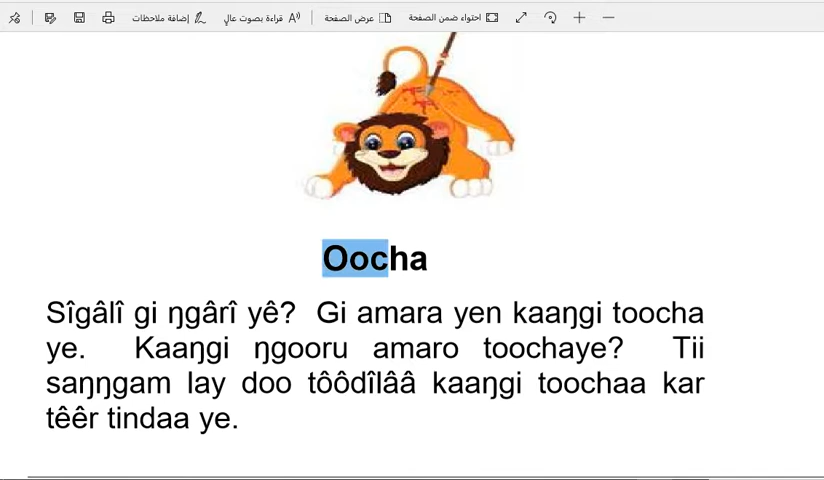 إضافة ملاحظات | قراءة بصوت عالٍ | عرض الصفحة | احتواء ضمن الصفحة
Oocha
Sîgâlî gi ŋgârî yê? Gi amara yen kaaŋgi toocha
ye. Kaaŋgi ŋgooru amaro toochaye? Tii
saŋŋgam lay doo tôôdîlââ kaaŋgi toochaa kar
têêr tindaa ye.